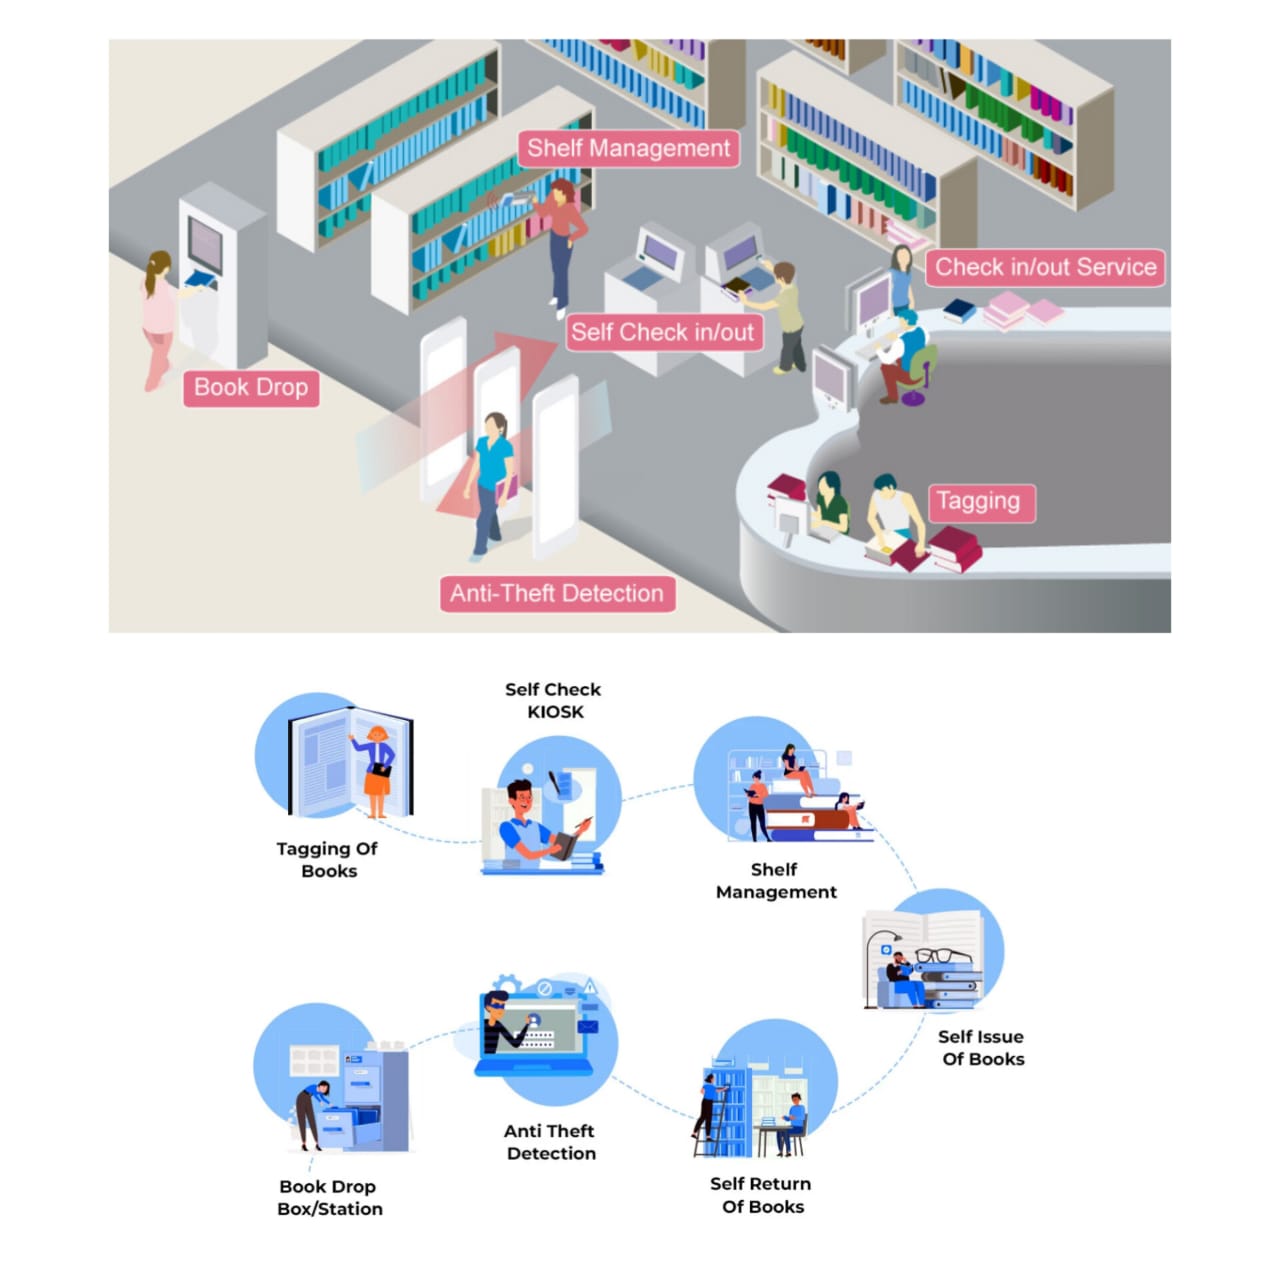 Shelf Management
Check in/out Service
Self Check in/out
Book Drop
Tagging
Anti-Theft Detection
Self Check
KIOSK
Tagging Of
Books
Shelf
Management
Self Issue
Of Books
Anti Theft
Detection
Self Return
Of Books
Book Drop
Box/Station